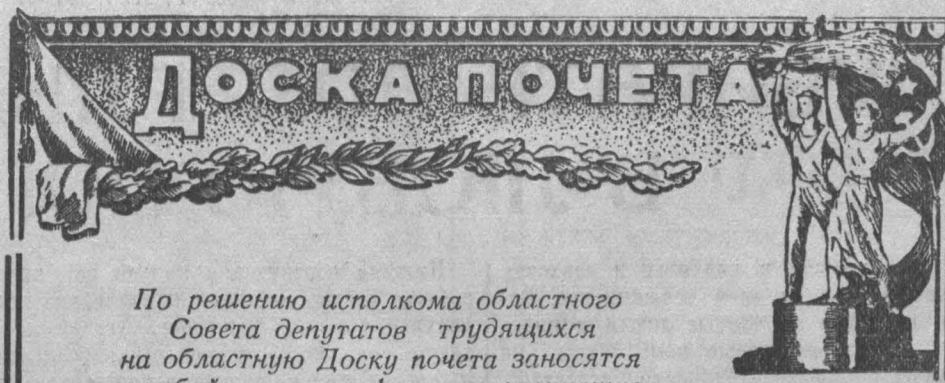 ДОСКА ПОЧЕТА
По решению исполкома областного
Совета депутатов трудящихся
на областную Доску почета заносятся